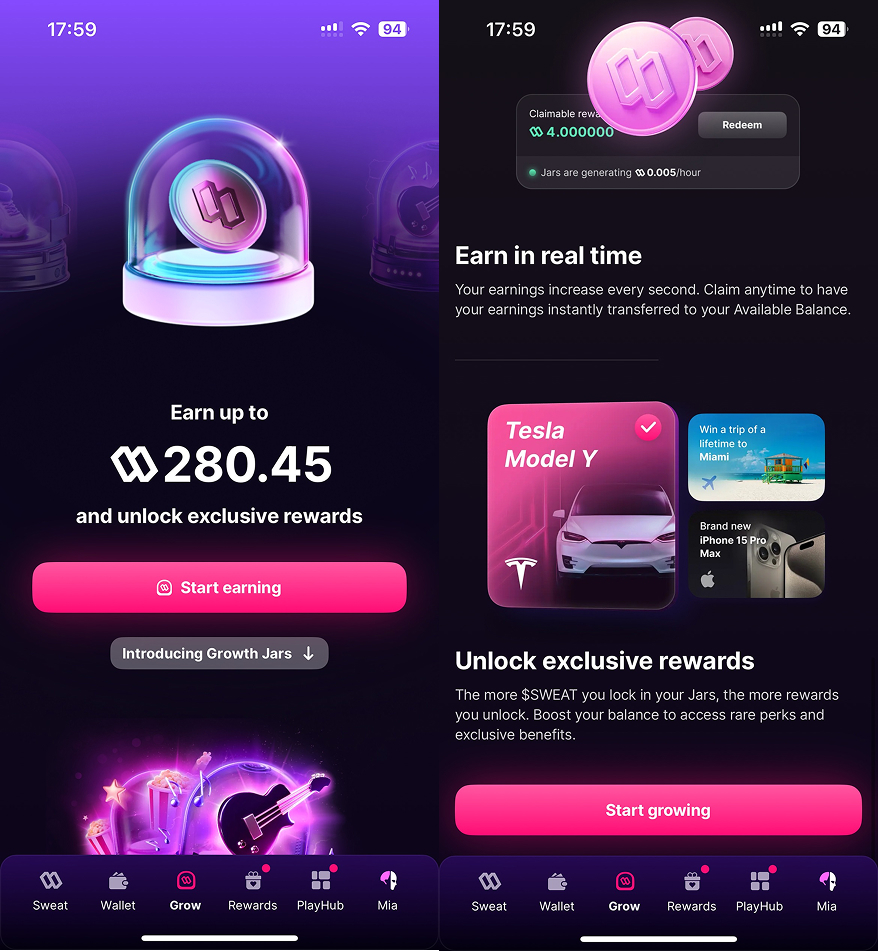 17:59
94
Earn up to
280.45
and unlock exclusive rewards
Start earning
Introducing Growth Jars ↓
Sweat
Wallet
Grow
Rewards
PlayHub
Mia
17:59
94
Claimable rewa
4.000000
Redeem
Jars are generating 0.005/hour
Earn in real time
Your earnings increase every second. Claim anytime to have
your earnings instantly transferred to your Available Balance.
Tesla
Model Y
Win a trip of a
lifetime to
Miami
Brand new
iPhone 15 Pro
Max
Unlock exclusive rewards
The more $SWEAT you lock in your Jars, the more rewards
you unlock. Boost your balance to access rare perks and
exclusive benefits.
Start growing
Sweat
Wallet
Grow
Rewards
PlayHub
Mia